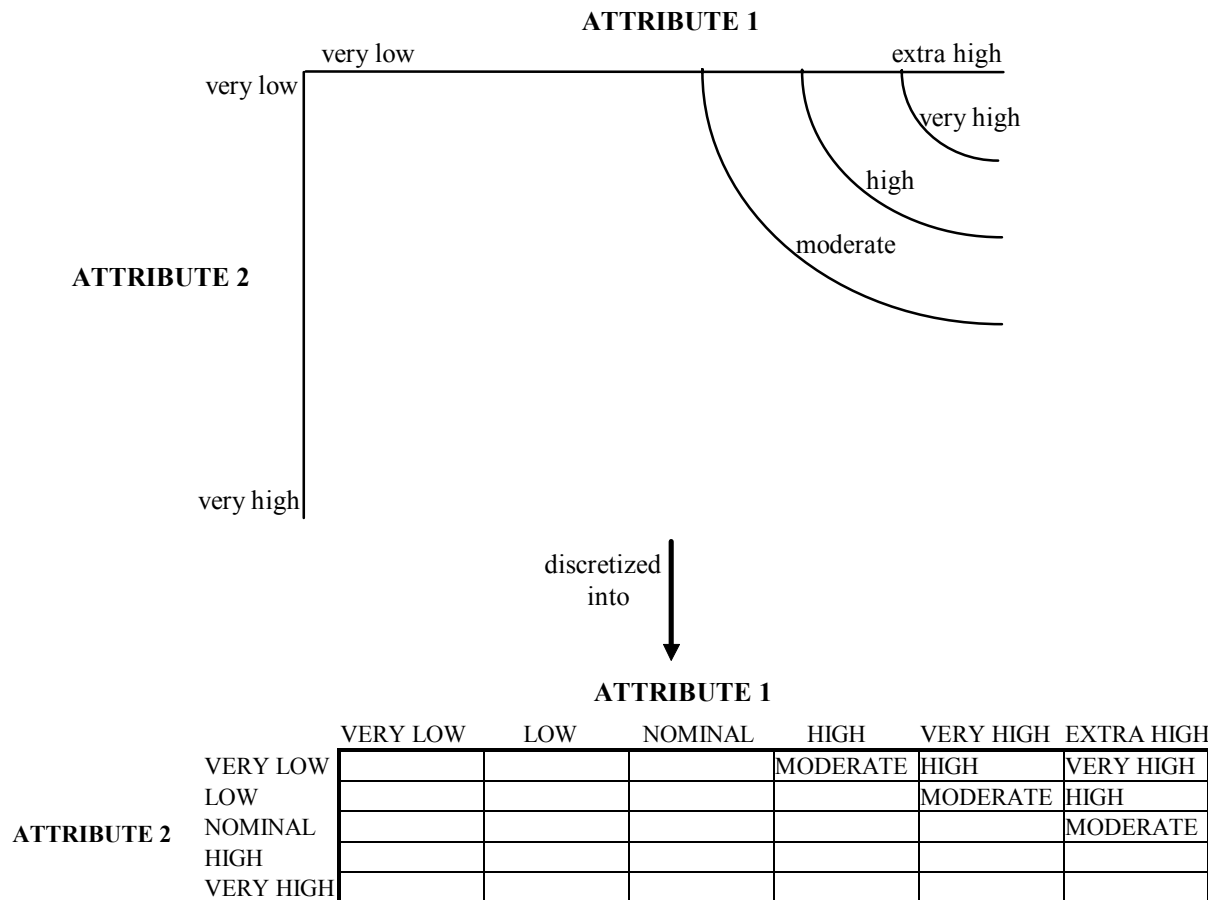 ATTRIBUTE 1
very low extra high
very low
very high
high
moderate
ATTRIBUTE 2
very high
discretized
into
ATTRIBUTE 1
VERY LOW LOW NOMINAL HIGH VERY HIGH EXTRA HIGH
VERY LOW MODERATE HIGH VERY HIGH
LOW MODERATE HIGH
ATTRIBUTE 2 NOMINAL MODERATE
HIGH
VERY HIGH